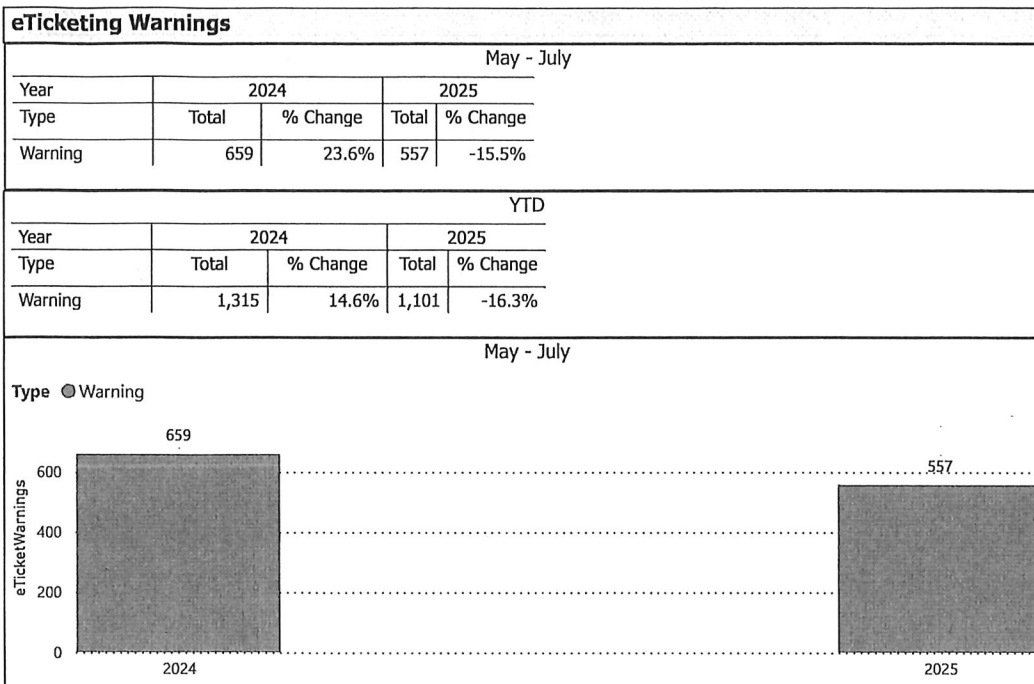 eTicketing Warnings
May - July
Year 2024 2025
Type Total % Change Total % Change
Warning 659 23.6% 557 -15.5%
YTD
Year 2024 2025
Type Total % Change Total % Change
Warning 1,315 14.6% 1,101 -16.3%
May - July
Type Warning
659
557
600
400
200
0
eTicketWarnings
2024 2025